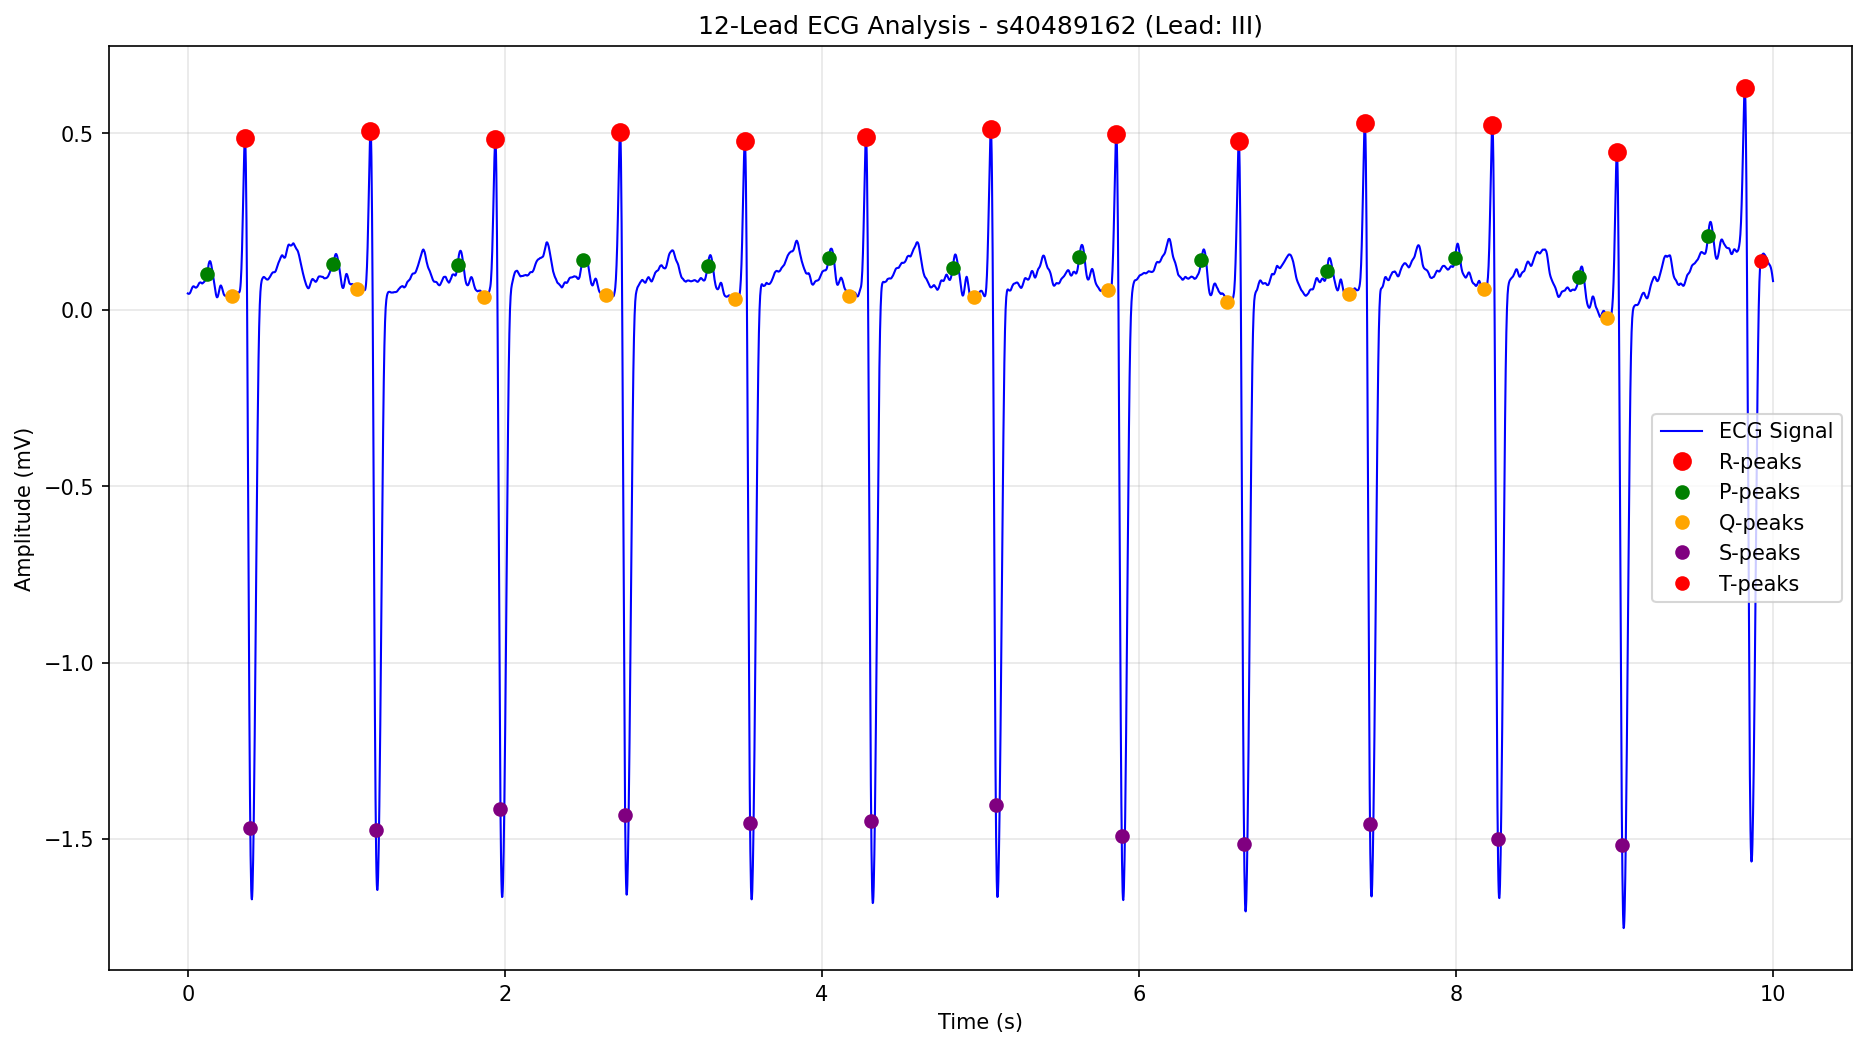 12-Lead ECG Analysis - s40489162 (Lead: III)
Amplitude (mV)
0.5
0.0
−0.5
−1.0
−1.5
ECG Signal
R-peaks
P-peaks
Q-peaks
S-peaks
T-peaks
0 2 4 6 8 10
Time (s)